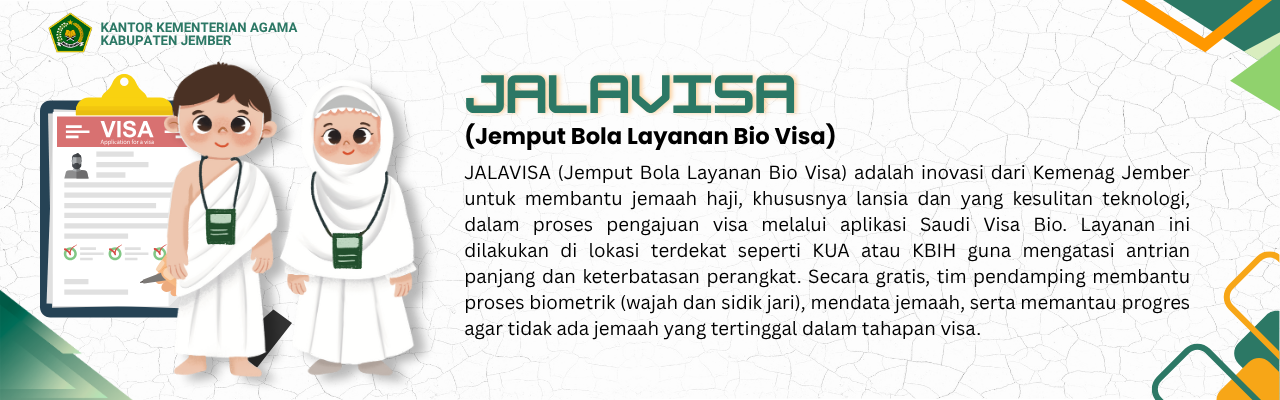 KANTOR KEMENTERIAN AGAMA
KABUPATEN JEMBER
VISA
Application for a visa
JALAVISA
(Jemput Bola Layanan Bio Visa)
JALAVISA (Jemput Bola Layanan Bio Visa) adalah inovasi dari Kemenag Jember
untuk membantu jemaah haji, khususnya lansia dan yang kesulitan teknologi,
dalam proses pengajuan visa melalui aplikasi Saudi Visa Bio. Layanan ini
dilakukan di lokasi terdekat seperti KUA atau KBIH guna mengatasi antrian
panjang dan keterbatasan perangkat. Secara gratis, tim pendamping membantu
proses biometrik (wajah dan sidik jari), mendata jemaah, serta memantau progres
agar tidak ada jemaah yang tertinggal dalam tahapan visa.